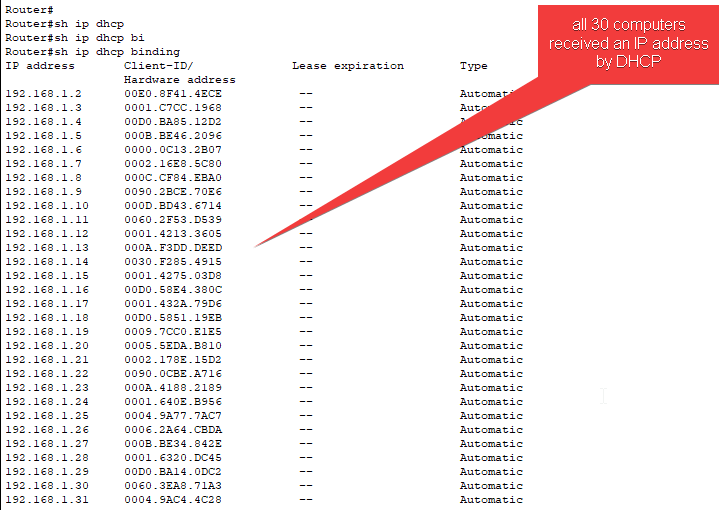 Router#
Router#sh ip dhcp
Router#sh ip dhcp bi
Router#sh ip dhcp binding
IP address Client-ID/ Lease expiration Type
Hardware address
192.168.1.2 00E0.8F41.4ECE -- Automatic
192.168.1.3 0001.C7CC.1968 -- Automatic
192.168.1.4 00D0.BA85.12D2 -- Automatic
192.168.1.5 000B.BE46.2096 -- Automatic
192.168.1.6 0000.0C13.2B07 -- Automatic
192.168.1.7 0002.16E8.5C80 -- Automatic
192.168.1.8 000C.CF84.EBA0 -- Automatic
192.168.1.9 0090.2BCE.70E6 -- Automatic
192.168.1.10 000D.BD43.6714 -- Automatic
192.168.1.11 0060.2F53.D539 -- Automatic
192.168.1.12 0001.4213.3605 -- Automatic
192.168.1.13 000A.F3DD.DEED -- Automatic
192.168.1.14 0030.F285.4915 -- Automatic
192.168.1.15 0001.4275.03D8 -- Automatic
192.168.1.16 00D0.58E4.380C -- Automatic
192.168.1.17 0001.432A.79D6 -- Automatic
192.168.1.18 00D0.5851.19EB -- Automatic
192.168.1.19 0009.7CC0.E1E5 -- Automatic
192.168.1.20 0005.5EDA.B810 -- Automatic
192.168.1.21 0002.178E.15D2 -- Automatic
192.168.1.22 0090.0CBE.A716 -- Automatic
192.168.1.23 000A.4188.2189 -- Automatic
192.168.1.24 0001.640E.B956 -- Automatic
192.168.1.25 0004.9A77.7AC7 -- Automatic
192.168.1.26 0006.2A64.CBDA -- Automatic
192.168.1.27 000B.BE34.842E -- Automatic
192.168.1.28 0001.6320.DC45 -- Automatic
192.168.1.29 00D0.BA14.0DC2 -- Automatic
192.168.1.30 0060.3EA8.71A3 -- Automatic
192.168.1.31 0004.9AC4.4C28 -- Automatic
all 30 computers
received an IP address
by DHCP